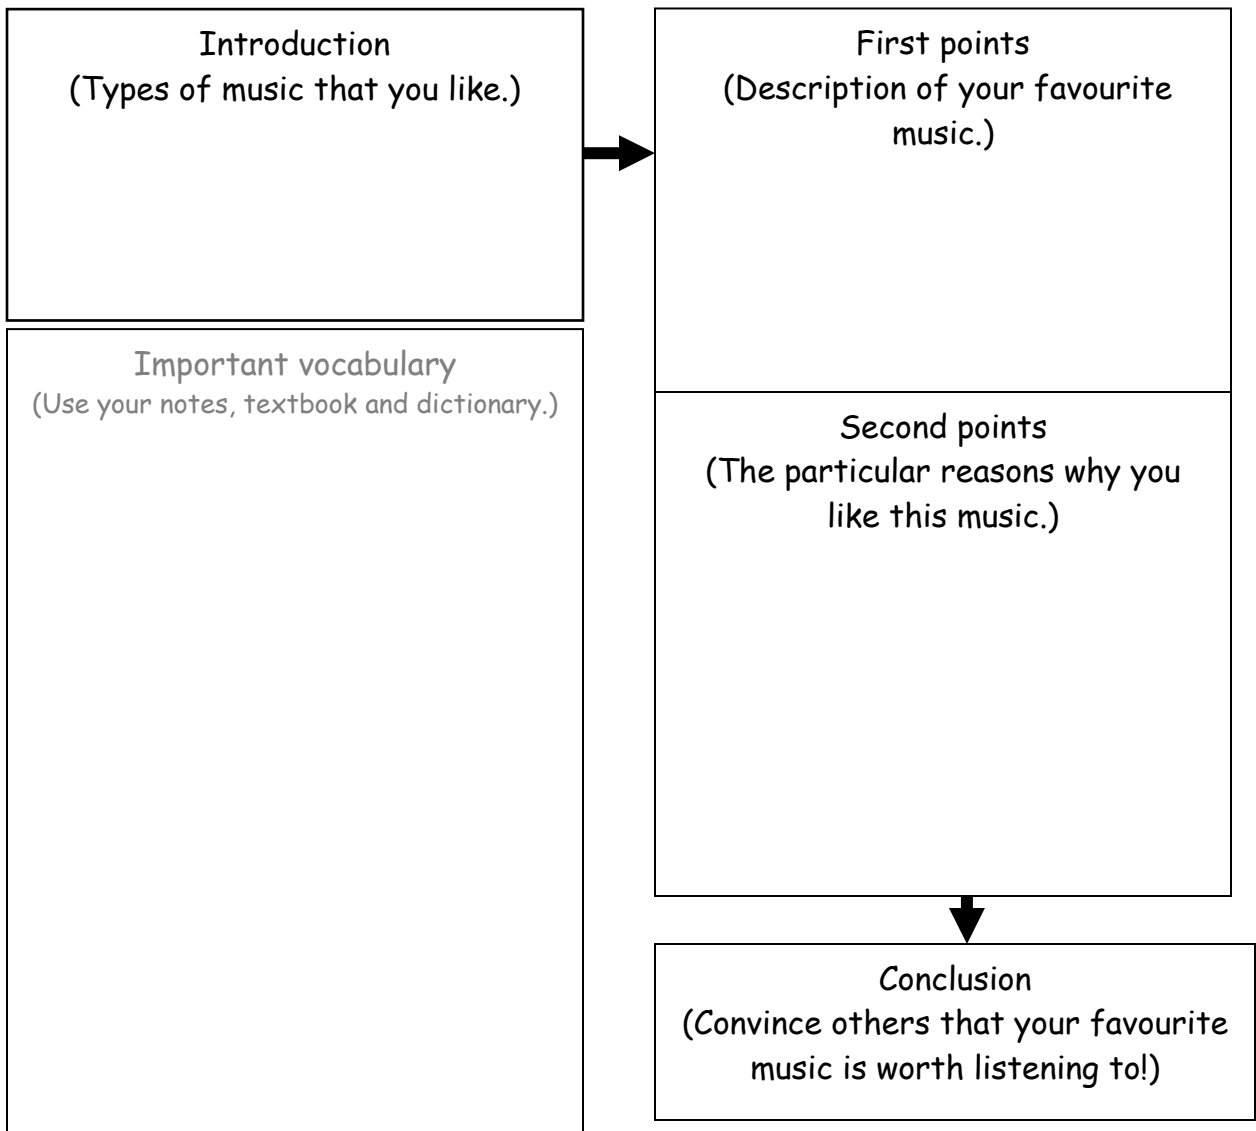 Introduction
(Types of music that you like.)
First points
(Description of your favourite
music.)
Important vocabulary
(Use your notes, textbook and dictionary.)
Second points
(The particular reasons why you
like this music.)
Conclusion
(Convince others that your favourite
music is worth listening to!)